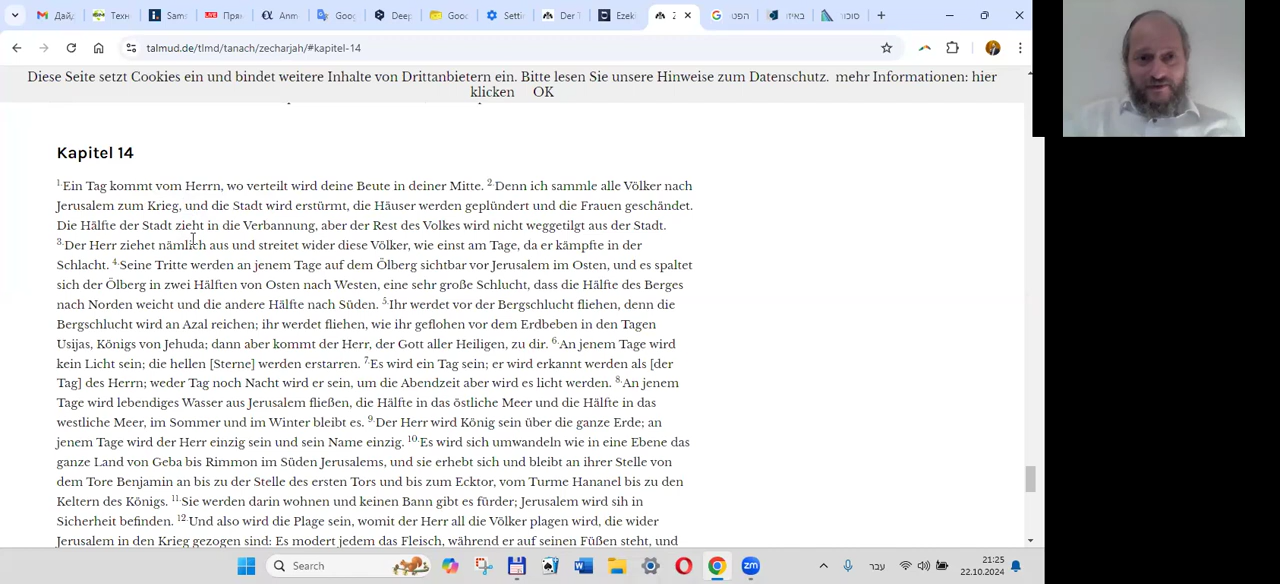 Дайд
Техн
Sams
Пря
Апп
Goo
Deep
Goo
Settin
Der T
Ezeki
Z
הופט
באיזו
סוכר
talmud.de/tlmd/tanach/zecharjah/#kapitel-14
Diese Seite setzt Cookies ein und bindet weitere Inhalte von Drittanbietern ein. Bitte lesen Sie unsere Hinweise zum Datenschutz. mehr Informationen: hier
klicken OK
Kapitel 14
1.Ein Tag kommt vom Herrn, wo verteilt wird deine Beute in deiner Mitte. 2.Denn ich sammle alle Völker nach
Jerusalem zum Krieg, und die Stadt wird erstürm, die Häuser werden geplündert und die Frauen geschändet.
Die Hälfte der Stadt zieht in die Verbannung, aber der Rest des Volkes wird nicht weggetilgt aus der Stadt.
3.Der Herr ziehet nämlich aus und streitet wider diese Völker, wie einst am Tage, da er kämpfte in der
Schlacht. 4.Seine Tritte werden an jenem Tage auf dem Ölberg sichtbar vor Jerusalem im Osten, und es spaltet
sich der Ölberg in zwei Hälften von Osten nach Westen, eine sehr große Schlucht, dass die Hälfte des Berges
nach Norden weicht und die andere Hälfte nach Süden. 5.Ihr werdet vor der Bergschlucht fliehen, denn die
Bergschlucht wird an Azal reichen; ihr werdet fliehen, wie ihr geflohen vor dem Erdbeben in den Tagen
Usijas, Königs von Jehuda; dann aber kommt der Herr, der Gott aller Heiligen, zu dir. 6.An jenem Tage wird
kein Licht sein; die hellen [Sterne] werden erstarren. 7.Es wird ein Tag sein; er wird erkannt werden als [der
Tag] des Herrn; weder Tag noch Nacht wird er sein, um die Abendzeit aber wird es licht werden. 8.An jenem
Tage wird lebendiges Wasser aus Jerusalem fließen, die Hälfte in das östliche Meer und die Hälfte in das
westliche Meer, im Sommer und im Winter bleibt es. 9.Der Herr wird König sein über die ganze Erde; an
jenem Tage wird der Herr einzig sein und sein Name einzig. 10.Es wird sich umwandeln wie in eine Ebene das
ganze Land von Geba bis Rimmon im Süden Jerusalems, und sie erhebt sich und bleibt an ihrer Stelle von
dem Tore Benjamin an bis zu der Stelle des ersten Tors und bis zum Ecktor, vom Turme Hananel bis zu den
Keltern des Königs. 11.Sie werden darin wohnen und keinen Bann gibt es fürder; Jerusalem wird sih in
Sicherheit befinden. 12.Und also wird die Plage sein, womit der Herr all die Völker plagen wird, die wider
Jerusalem in den Krieg gezogen sind: Es modert jedem das Fleisch, während er auf seinen Füßen steht, und
Search
zm
עבר
21:25
22.10.2024